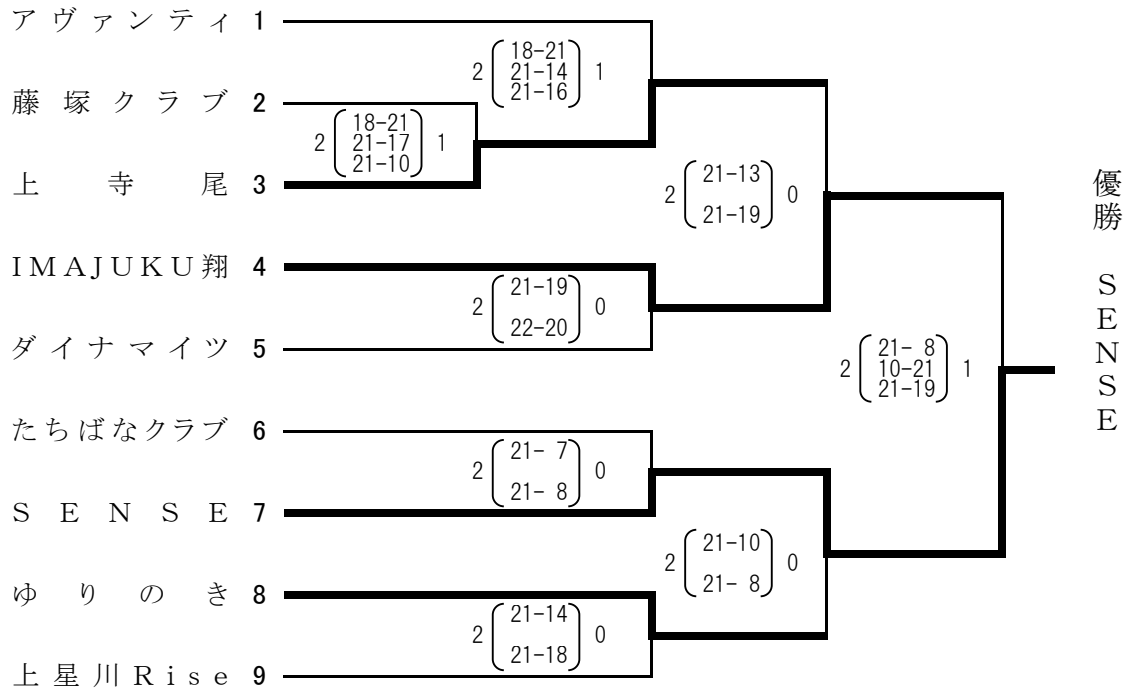 アヴァンティ 1
2 18-21 21-14 21-16 1
藤塚クラブ 2
2 18-21 21-17 21-10 1
上寺尾 3
2 21-13 21-19 0
IMAJUKU翔 4
2 21-19 22-20 0
ダイナマイツ 5
2 21- 8 10-21 21-19 1
優勝 SENSE
たちばなクラブ 6
2 21- 7 21- 8 0
SENSE 7
2 21-10 21- 8 0
ゆりのき 8
2 21-14 21-18 0
上星川Rise 9